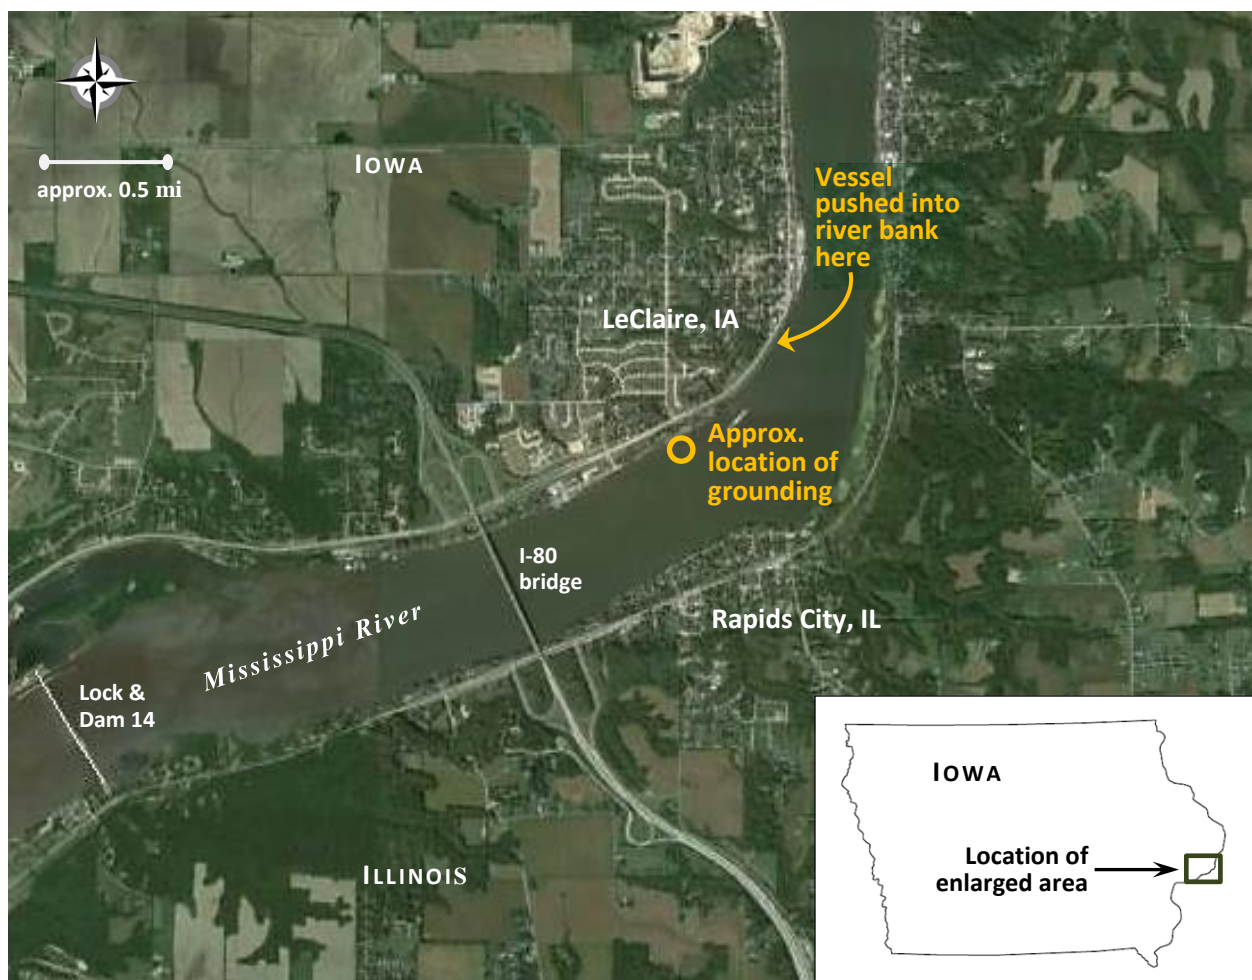 IOWA
approx. 0.5 mi
Vessel
pushed into
river bank
here
LeClaire, IA
Approx.
location of
grounding
I-80
bridge
Rapids City, IL
Mississippi River
Lock &
Dam 14
ILLINOIS
IOWA
Location of
enlarged area